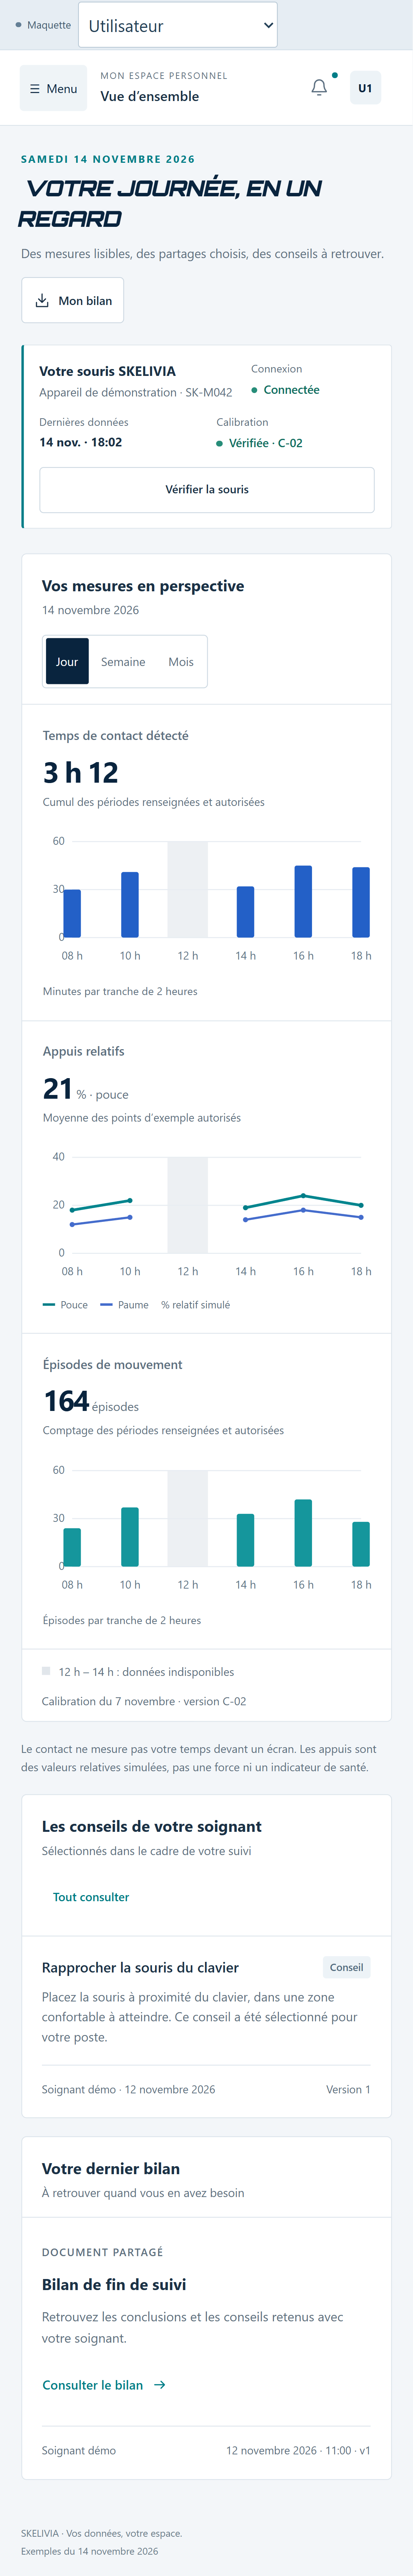 Maquette Utilisateur
☰ Menu
MON ESPACE PERSONNEL
Vue d'ensemble
U1
SAMEDI 14 NOVEMBRE 2026
VOTRE JOURNÉE, EN UN
REGARD
Des mesures lisibles, des partages choisis, des conseils à retrouver.
Mon bilan
Votre souris SKELIVIA
Appareil de démonstration · SK-M042
Connexion
Connectée
Dernières données
14 nov. · 18:02
Calibration
Vérifiée · C-02
Vérifier la souris
Vos mesures en perspective
14 novembre 2026
Jour Semaine Mois
Temps de contact détecté
3 h 12
Cumul des périodes renseignées et autorisées
60
30
0
08 h 10 h 12 h 14 h 16 h 18 h
Minutes par tranche de 2 heures
Appuis relatifs
21 % · pouce
Moyenne des points d'exemple autorisés
40
20
0
08 h 10 h 12 h 14 h 16 h 18 h
Pouce Paume % relatif simulé
Épisodes de mouvement
164 épisodes
Comptage des périodes renseignées et autorisées
60
30
0
08 h 10 h 12 h 14 h 16 h 18 h
Épisodes par tranche de 2 heures
12 h – 14 h : données indisponibles
Calibration du 7 novembre · version C-02
Le contact ne mesure pas votre temps devant un écran. Les appuis sont
des valeurs relatives simulées, pas une force ni un indicateur de santé.
Les conseils de votre soignant
Sélectionnés dans le cadre de votre suivi
Tout consulter
Rapprocher la souris du clavier
Conseil
Placez la souris à proximité du clavier, dans une zone
confortable à atteindre. Ce conseil a été sélectionné pour
votre poste.
Soignant démo · 12 novembre 2026 Version 1
Votre dernier bilan
À retrouver quand vous en avez besoin
DOCUMENT PARTAGÉ
Bilan de fin de suivi
Retrouvez les conclusions et les conseils retenus avec
votre soignant.
Consulter le bilan →
Soignant démo 12 novembre 2026 · 11:00 · v1
SKELIVIA · Vos données, votre espace.
Exemples du 14 novembre 2026